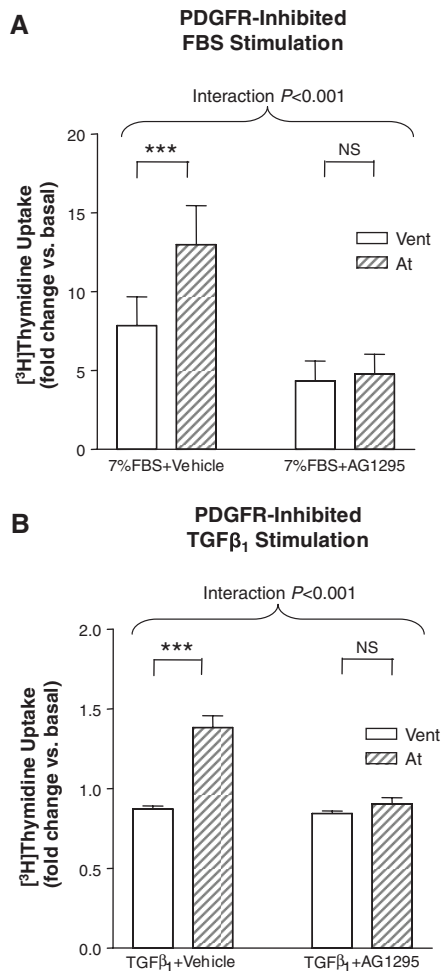 A
PDGFR-Inhibited
FBS Stimulation
Interaction P<0.001
20
15
10
5
0
[³H]Thymidine Uptake
(fold change vs. basal)
***
NS
Vent
At
7%FBS+Vehicle
7%FBS+AG1295
B
PDGFR-Inhibited
TGFβ₁ Stimulation
Interaction P<0.001
2.0
1.5
1.0
0.5
0.0
[³H]Thymidine Uptake
(fold change vs. basal)
***
NS
Vent
At
TGFβ₁+Vehicle
TGFβ₁+AG1295